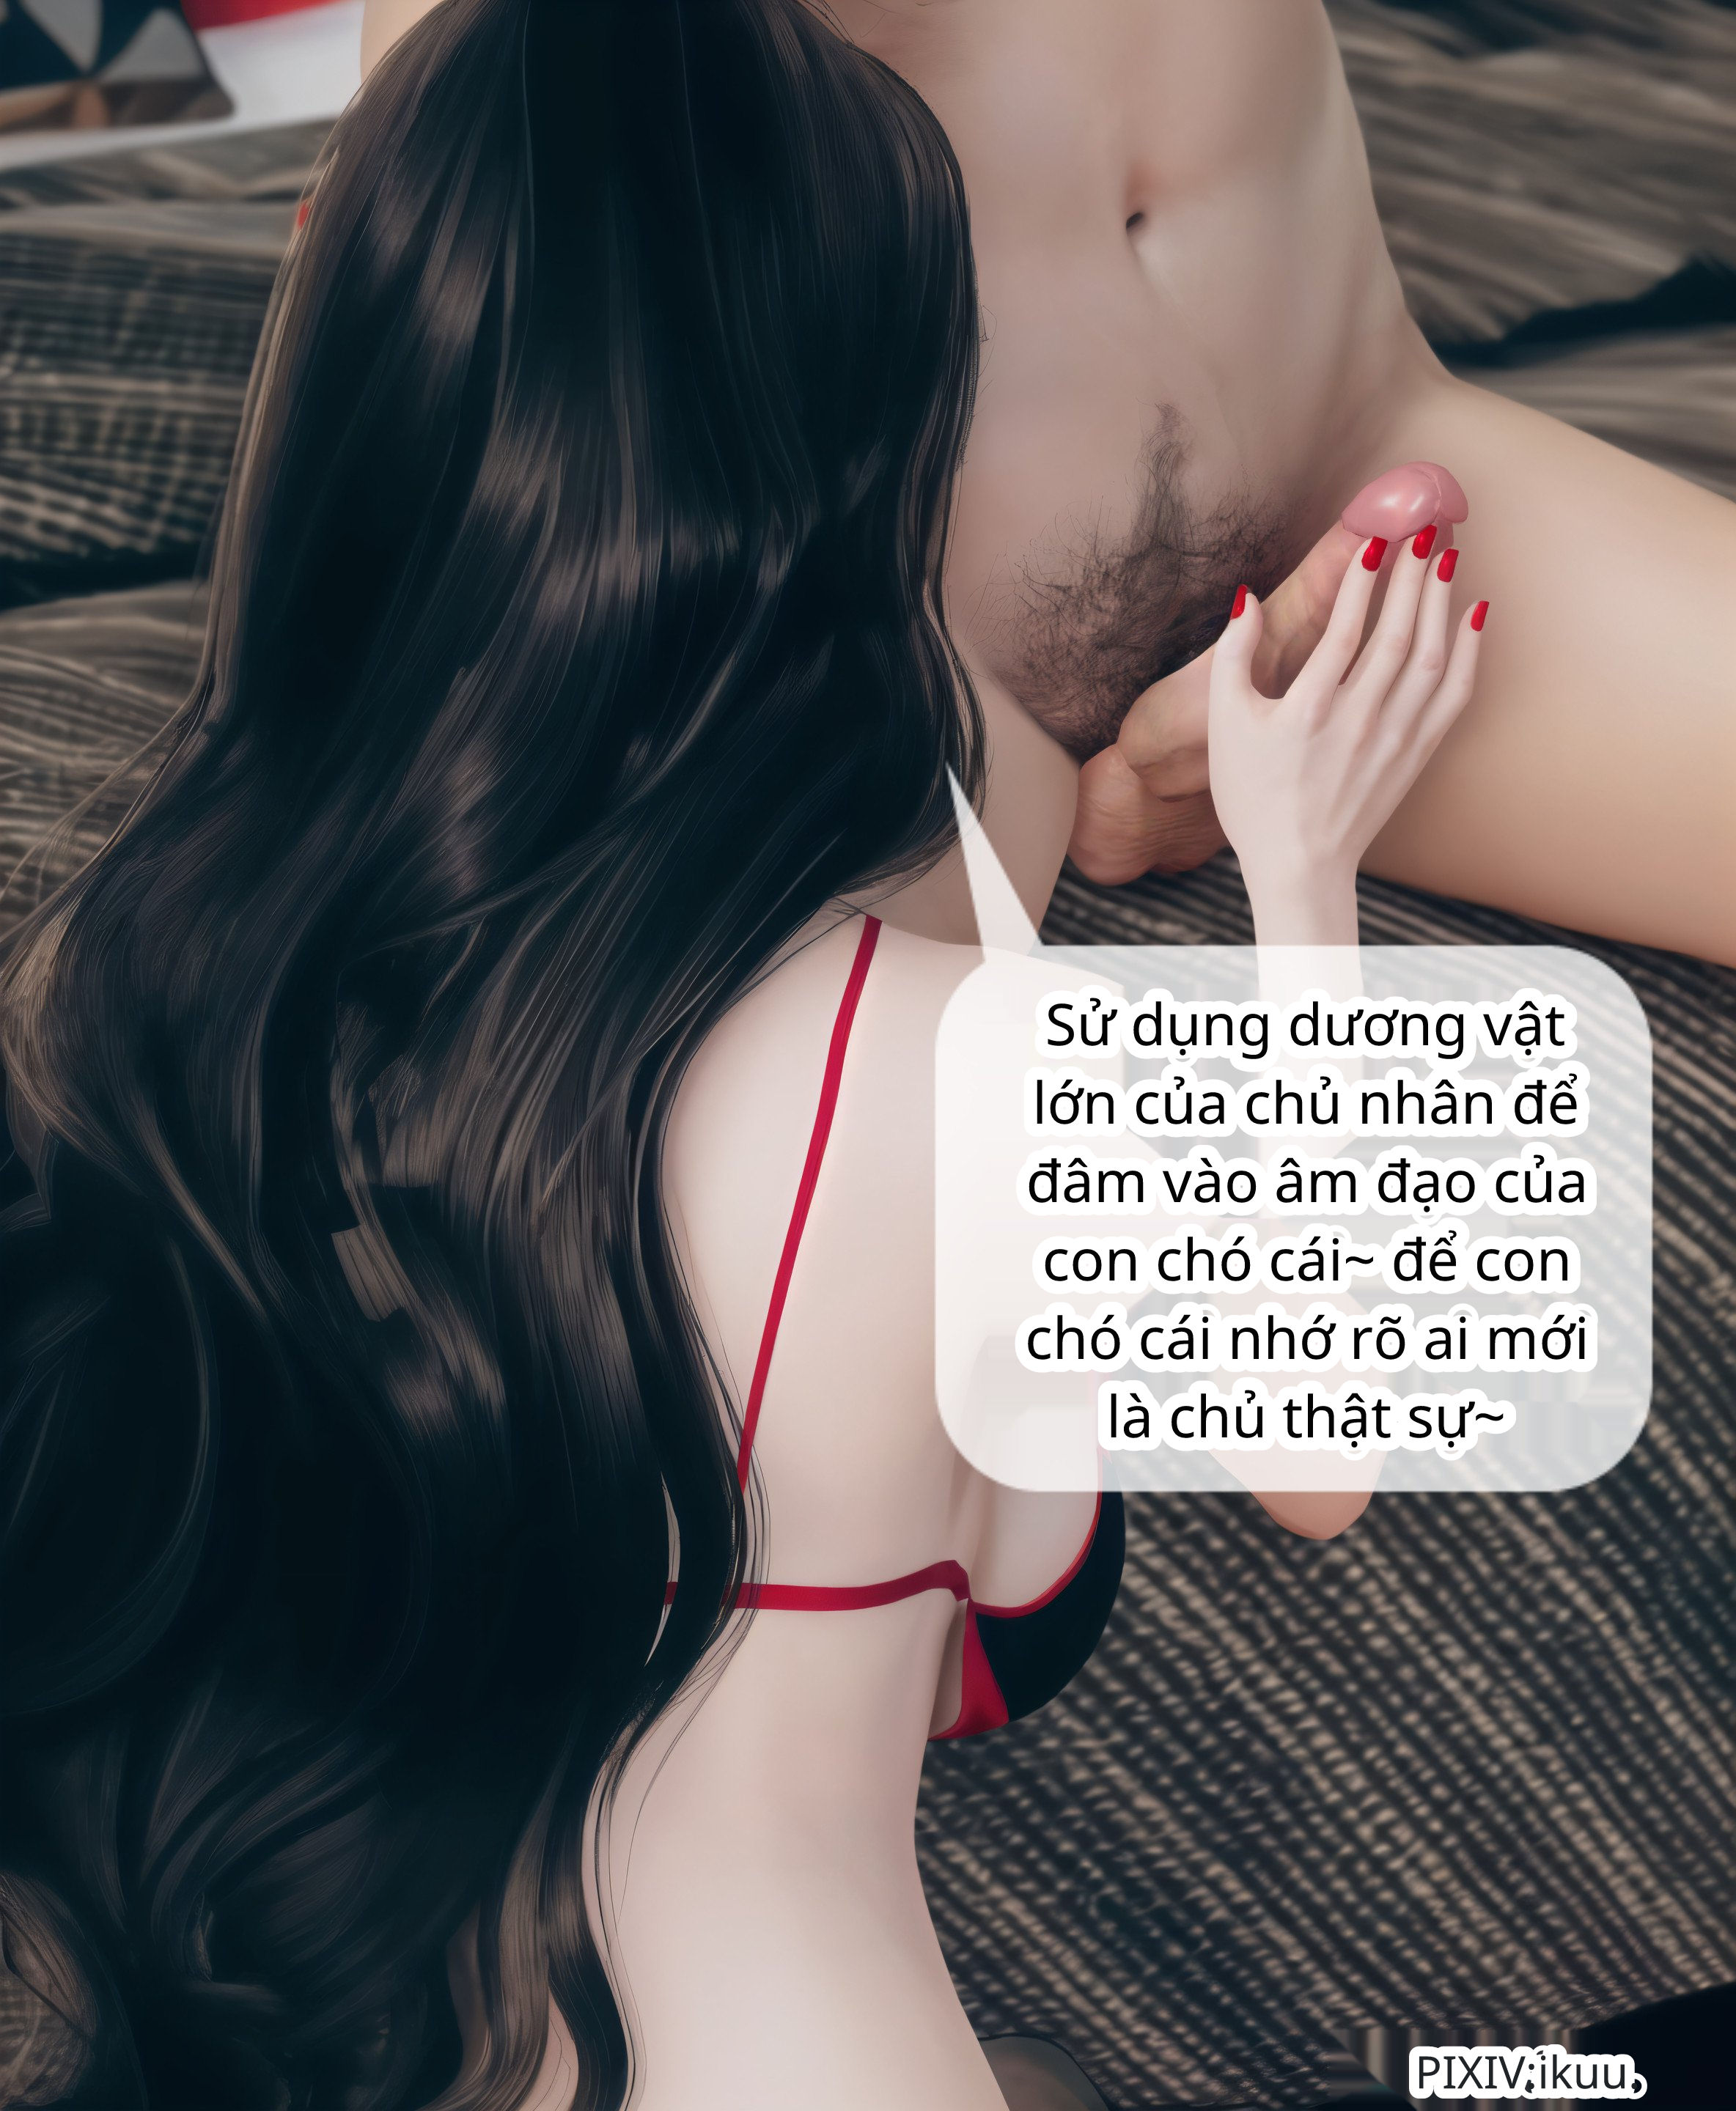 Sử dụng dương vật
lớn của chủ nhân để
đâm vào âm đạo của
con chó cái~ để con
chó cái nhớ rõ ai mới
là chủ thật sự~
PIXIV:ikuu,